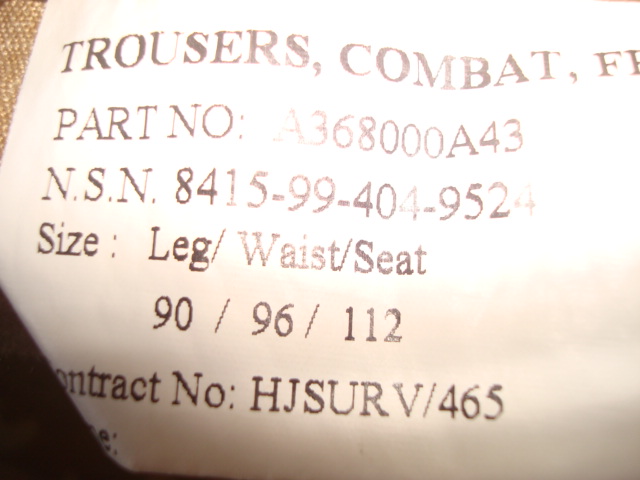 TROUSERS, COMBAT, FR
PART NO: A368000A43
N.S.N. 8415-99-404-9524
Size : Leg/ Waist/Seat
90 / 96 / 112
ontract No: HJSURV/465